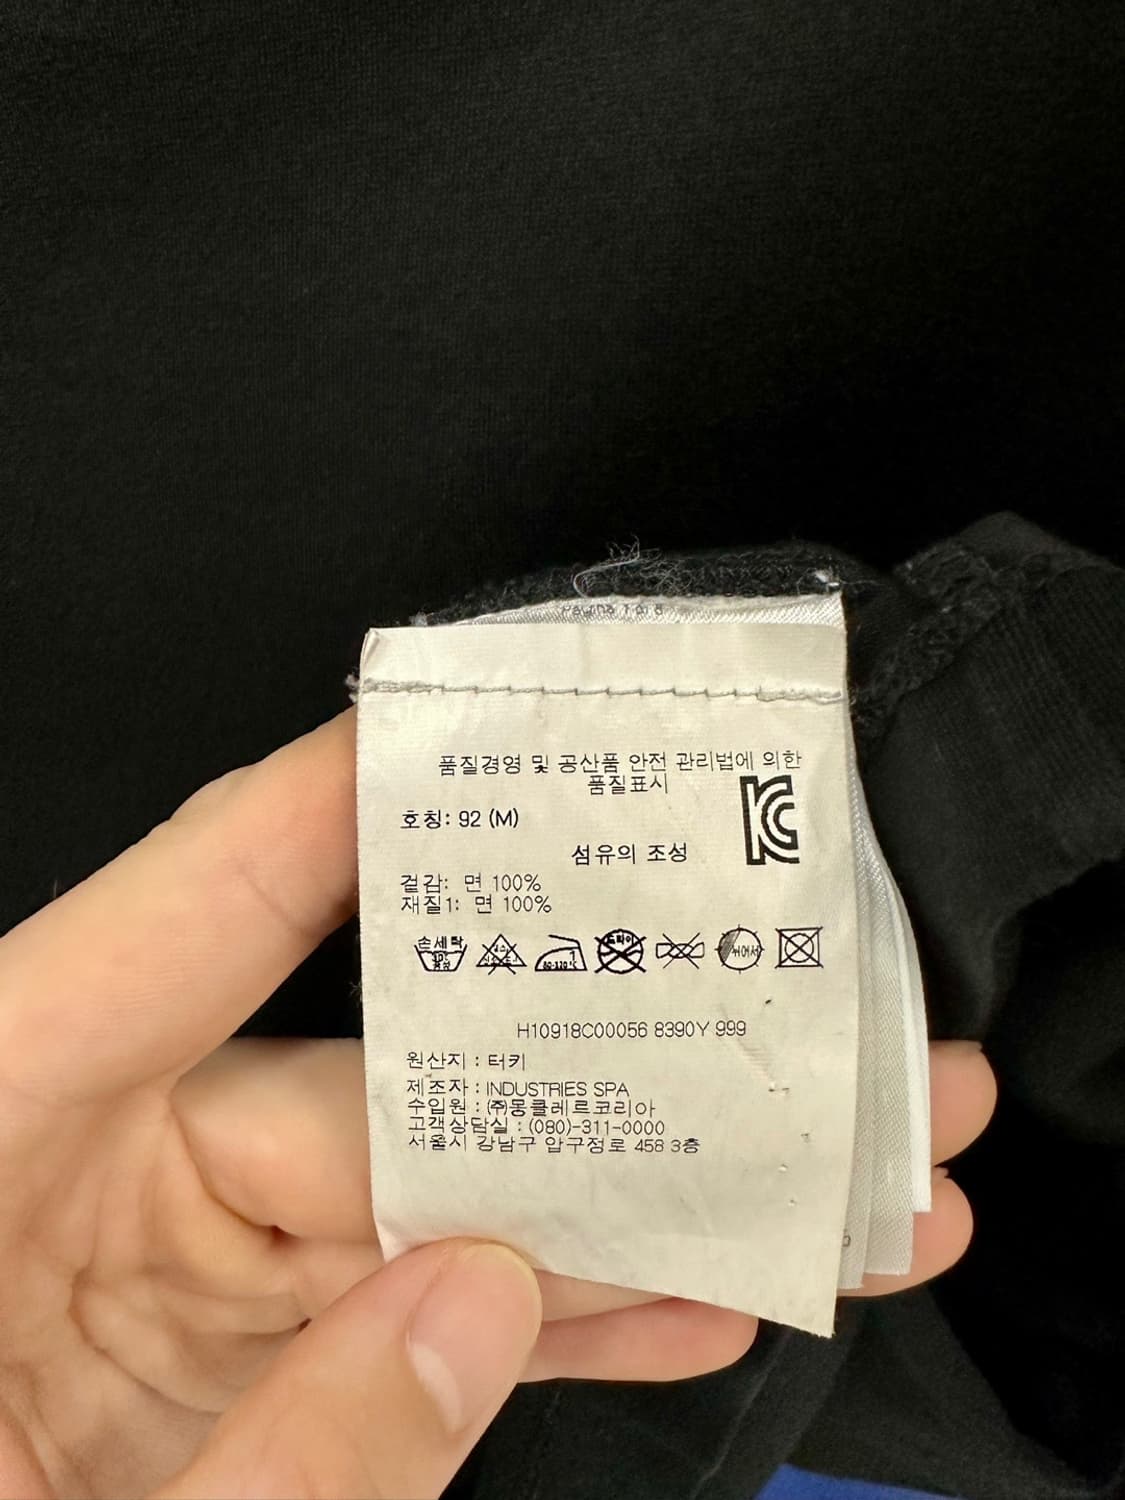 품질경영 및 공산품 안전 관리법에 의한
품질표시
호칭: 92 (M)
섬유의 조성
겉감: 면 100%
재질1: 면 100%
손세탁
H10918C00056 8390Y 999
원산지 : 터키
제조자 : INDUSTRIES SPA
수입원 : (주)몽클레르코리아
고객상담실 : (080)-311-0000
서울시 강남구 압구정로 458 3층